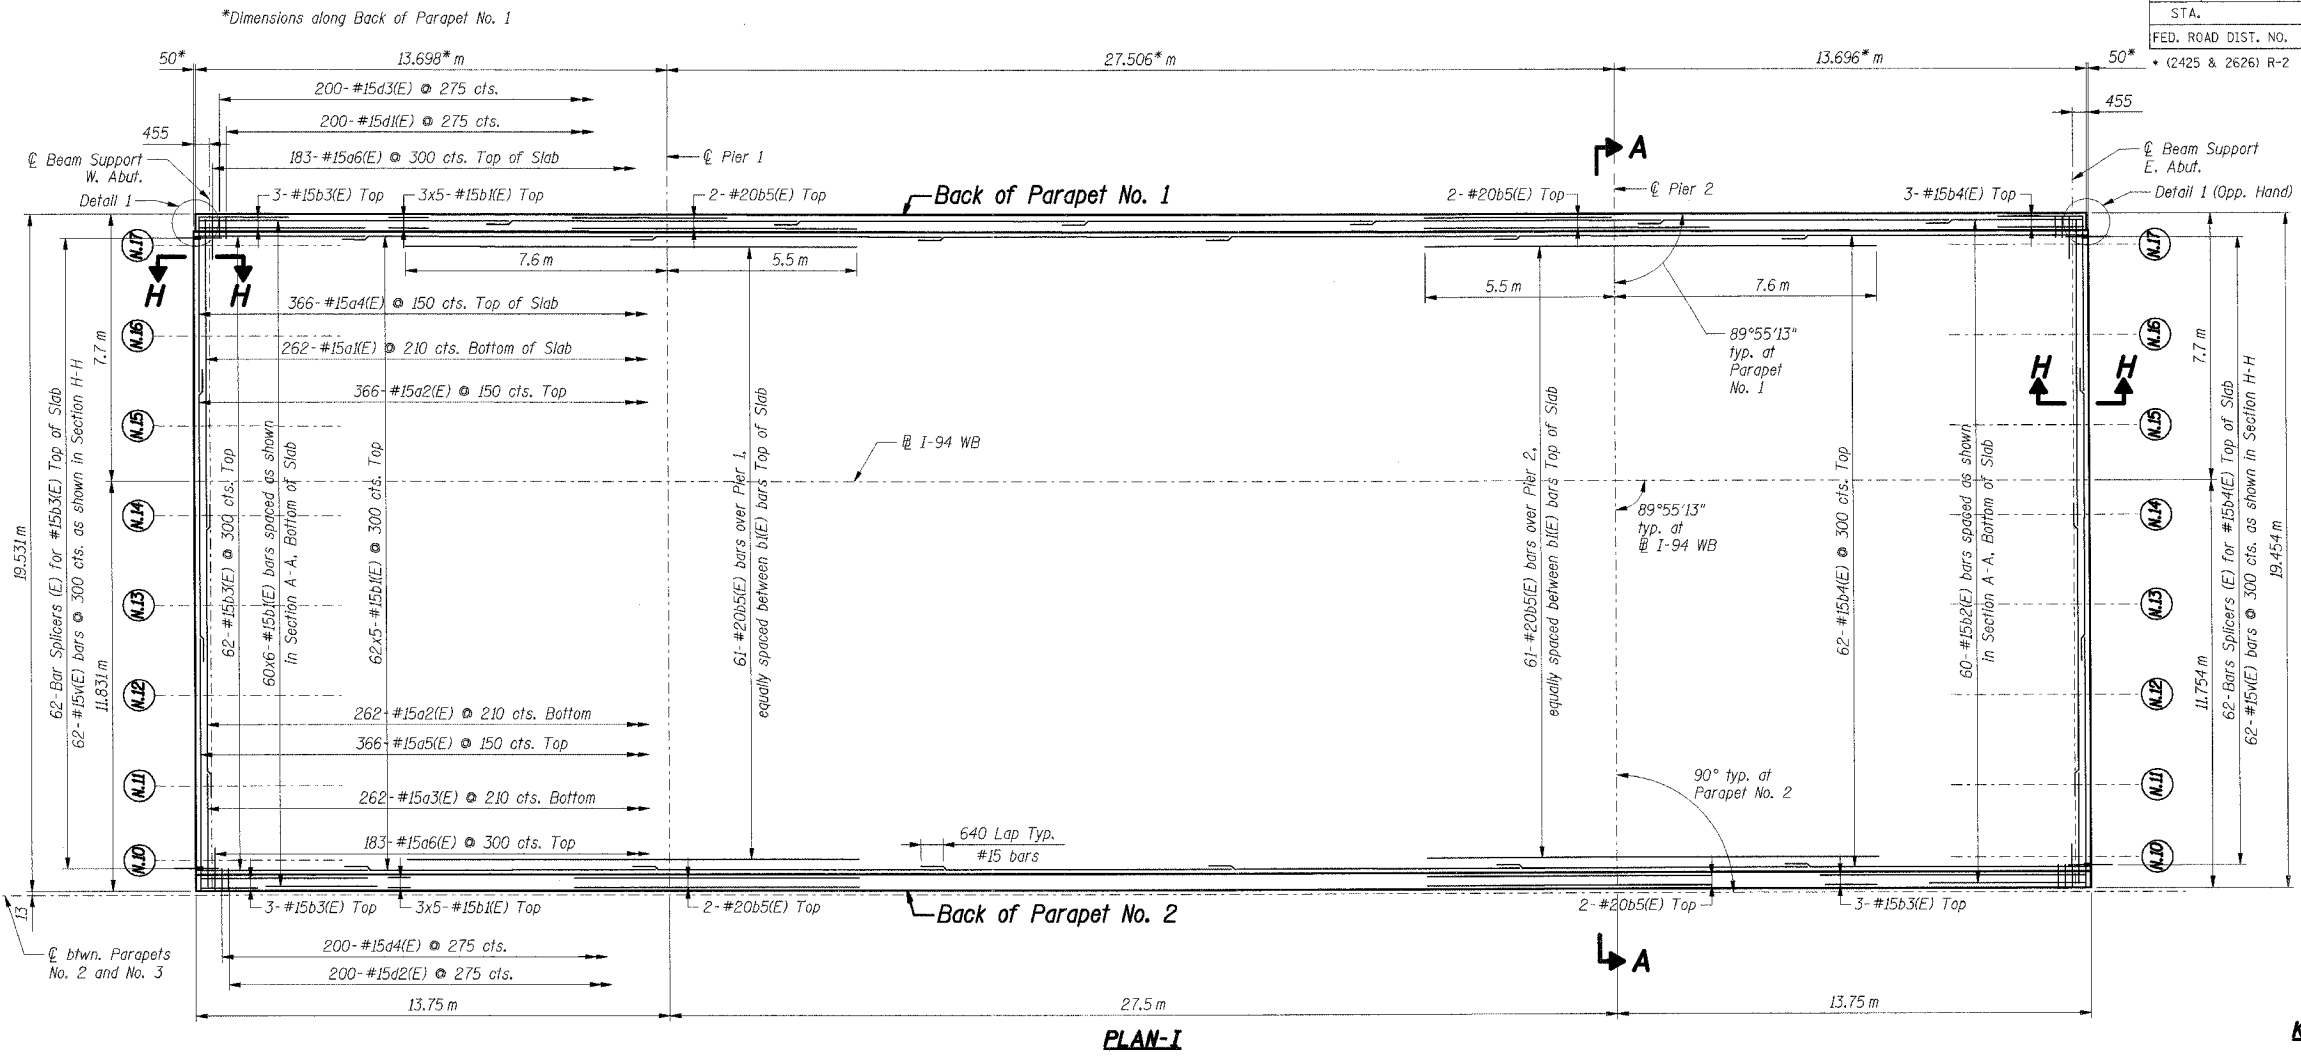 *Dimensions along Back of Parapet No. 1
STA.
FED. ROAD DIST. NO.
* (2425 & 2626) R-2
50*
13.698* m
27.506* m
13.696* m
50*
200-#15d3(E) @ 275 cts.
200-#15d1(E) @ 275 cts.
455
455
183-#15a6(E) @ 300 cts. Top of Slab
℄ Pier 1
A
℄ Beam Support
W. Abut.
℄ Beam Support
E. Abut.
Detail 1
3-#15b3(E) Top
3x5-#15b1(E) Top
2-#20b5(E) Top
Back of Parapet No. 1
2-#20b5(E) Top
℄ Pier 2
3-#15b4(E) Top
Detail 1 (Opp. Hand)
N.17
N.17
H
H
7.6 m
5.5 m
5.5 m
7.6 m
366-#15a4(E) @ 150 cts. Top of Slab
N.16
N.16
7.7 m
7.7 m
262-#15a1(E) @ 210 cts. Bottom of Slab
89°55'13"
typ. at
Parapet
No. 1
H
H
366-#15a2(E) @ 150 cts. Top
N.15
N.15
℔ I-94 WB
62-Bar Splicers (E) for #15b3(E) Top of Slab
62-#15v(E) bars @ 300 cts. as shown in Section H-H
62-#15b3(E) @ 300 cts. Top
60x6-#15b1(E) bars spaced as shown
in Section A-A, Bottom of Slab
62x5-#15b1(E) @ 300 cts. Top
61-#20b5(E) bars over Pier 1,
equally spaced between b1(E) bars Top of Slab
61-#20b5(E) bars over Pier 2,
equally spaced between b1(E) bars Top of Slab
62-#15b4(E) @ 300 cts. Top
60-#15b2(E) bars spaced as shown
in Section A-A, Bottom of Slab
62-Bars Splicers (E) for #15b4(E) Top of Slab
62-#15v(E) bars @ 300 cts. as shown in Section H-H
N.14
N.14
89°55'13"
typ. at
℔ I-94 WB
19.531 m
19.454 m
N.13
N.13
11.831 m
11.754 m
N.12
N.12
262-#15a2(E) @ 210 cts. Bottom
366-#15a5(E) @ 150 cts. Top
N.11
N.11
262-#15a3(E) @ 210 cts. Bottom
90° typ. at
Parapet No. 2
183-#15a6(E) @ 300 cts. Top
640 Lap Typ.
#15 bars
N.10
N.10
13
3-#15b3(E) Top
3x5-#15b1(E) Top
2-#20b5(E) Top
Back of Parapet No. 2
2-#20b5(E) Top
3-#15b3(E) Top
℄ btwn. Parapets
No. 2 and No. 3
200-#15d4(E) @ 275 cts.
200-#15d2(E) @ 275 cts.
A
13.75 m
27.5 m
13.75 m
PLAN-I
K